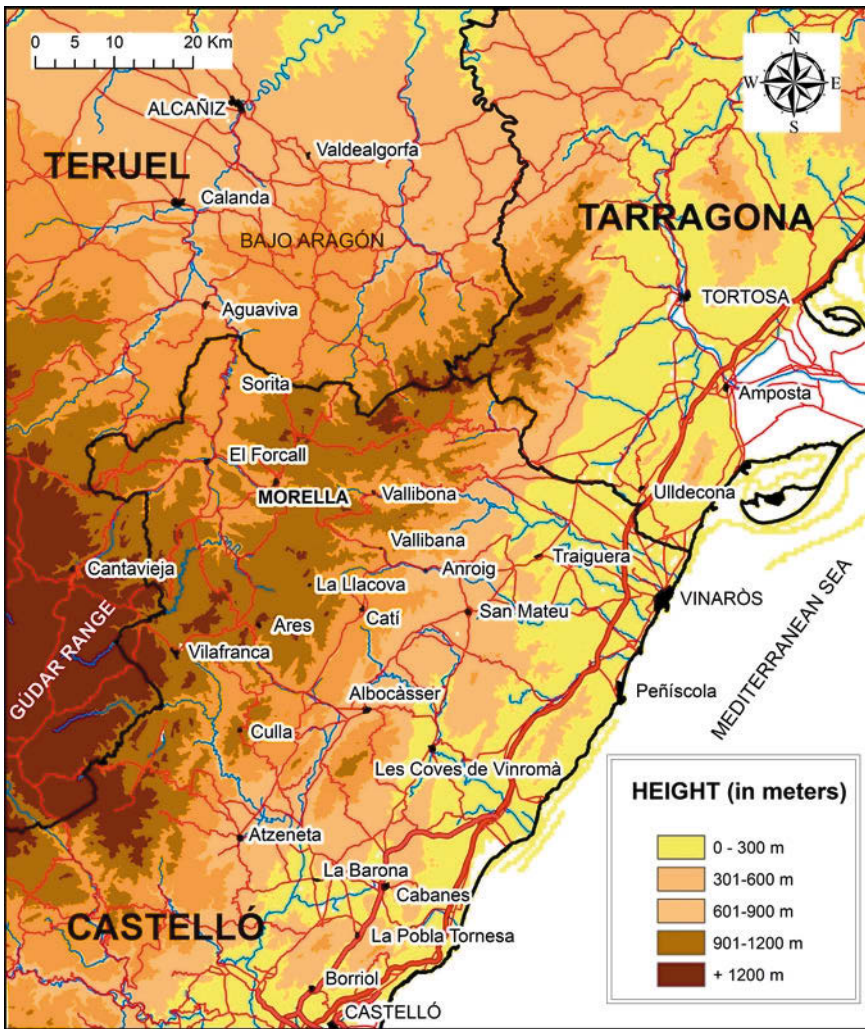 0 10 20 Km
N
W E
S
ALCAÑIZ
Valdealgorfa
TERUEL
Calanda
TARRAGONA
BAJO ARAGÓN
TORTOSA
Aguaviva
Sorita
Amposta
El Forcall
MORELLA
Vallibona
Ulldecona
Vallibana
Traiguera
Cantavieja
Anroig
La Llacova
VINARÒS
GÚDAR RANGE
Ares
Catí
San Mateu
Vilafranca
MEDITERRANEAN SEA
Albocàsser
Peñíscola
Culla
Les Coves de Vinromà
HEIGHT (in meters)
0 - 300 m
301-600 m
601-900 m
901-1200 m
+ 1200 m
Atzeneta
La Barona
Cabanes
CASTELLÓ
La Pobla Tornesa
Borriol
CASTELLÓ